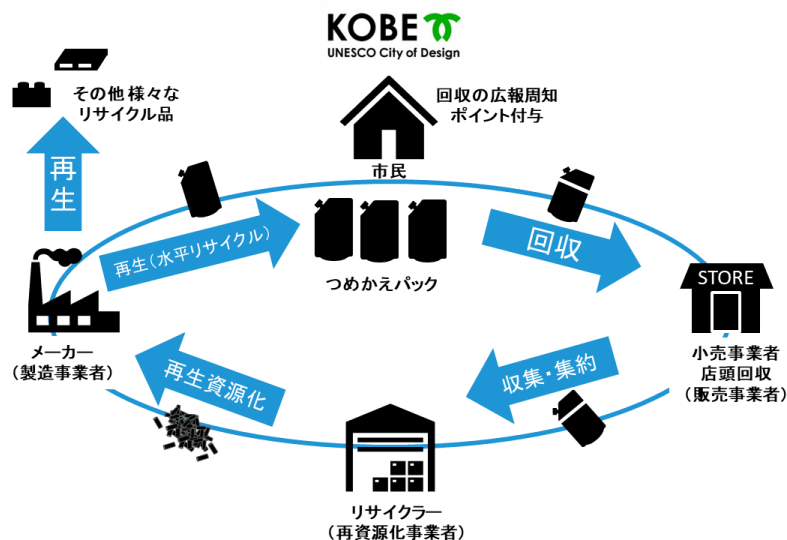 KOBE
UNESCO City of Design
その他様々な
リサイクル品
回収の広報周知
ポイント付与
市民
再生
再生(水平リサイクル)
つめかえパック
回収
STORE
メーカー
(製造事業者)
再生資源化
収集・集約
小売事業者
店頭回収
(販売事業者)
リサイクラー
(再資源化事業者)